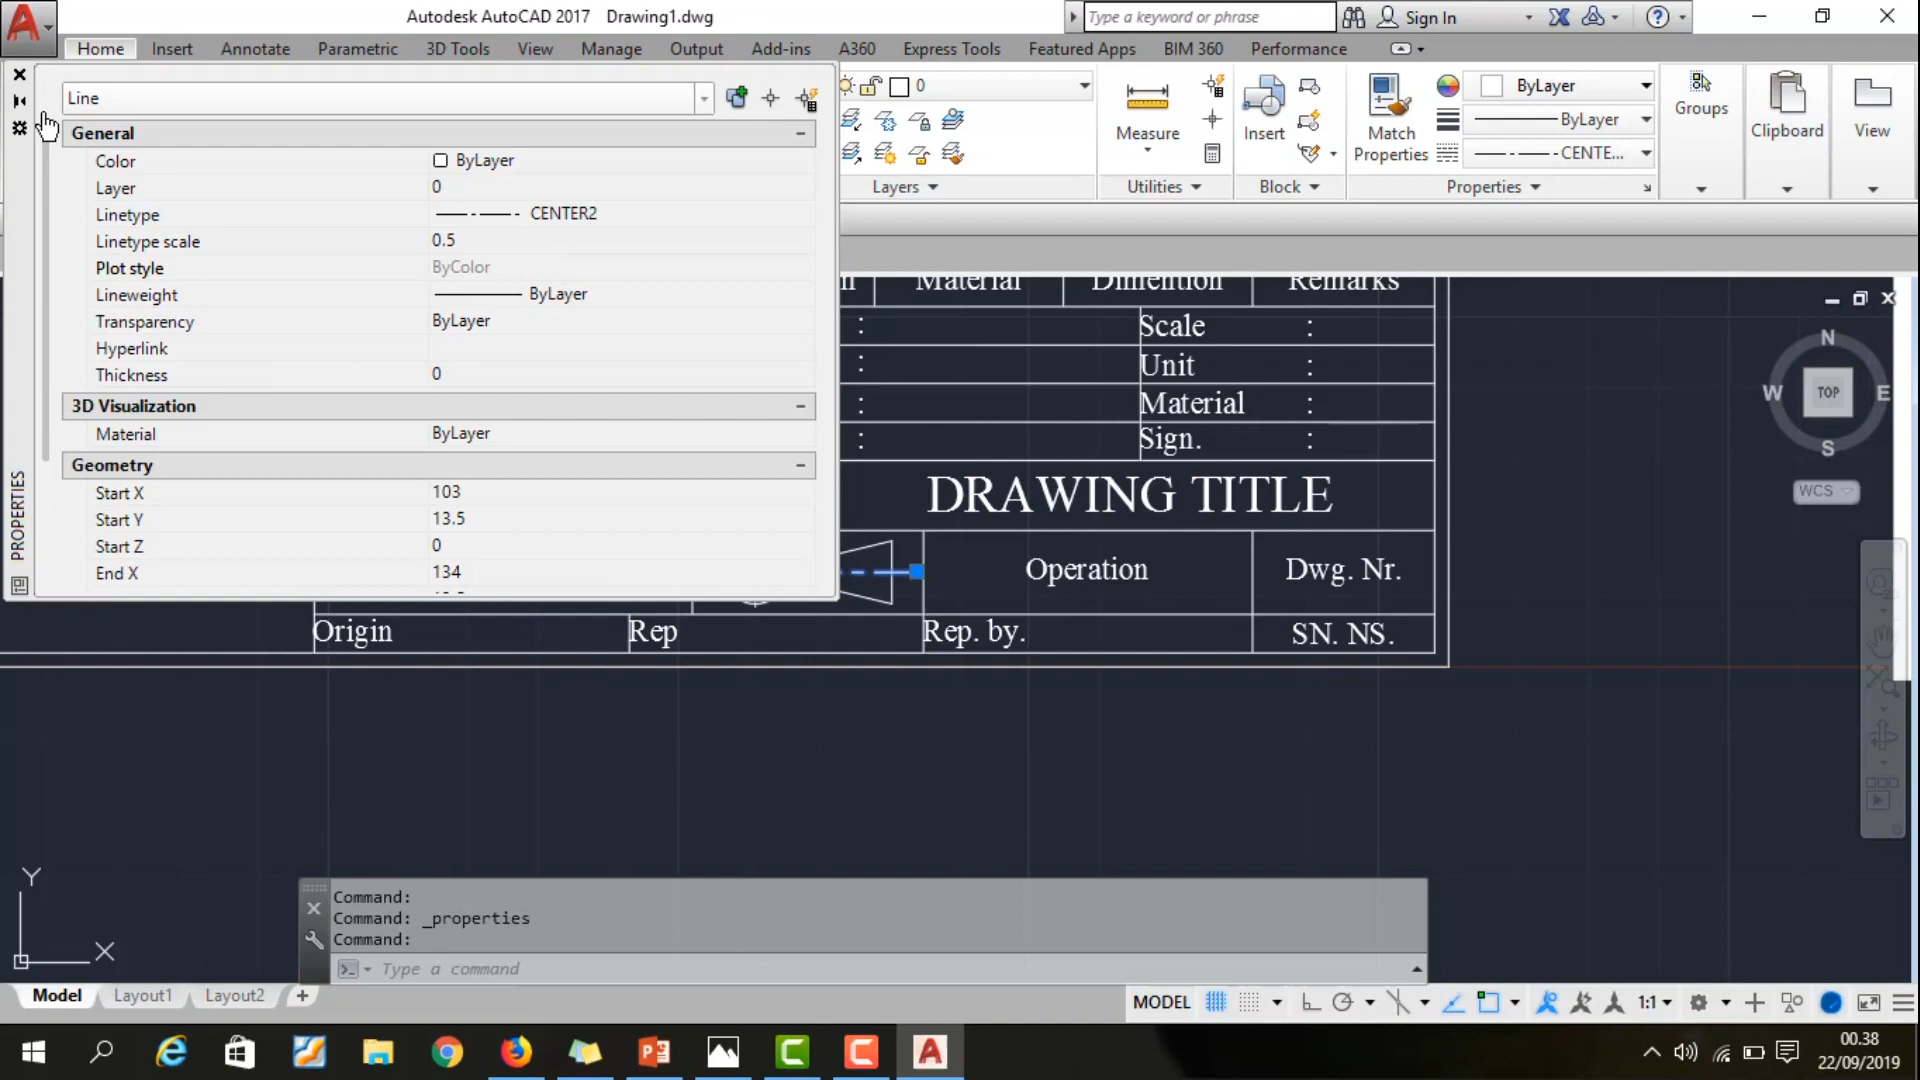 Autodesk AutoCAD 2017 Drawing1.dwg
Type a keyword or phrase
Sign In
Home Insert Annotate Parametric 3D Tools View Manage Output Add-ins A360 Express Tools Featured Apps BIM 360 Performance
Line
General
Color ByLayer
Layer 0
Linetype CENTER2
Linetype scale 0.5
Plot style ByColor
Lineweight ByLayer
Transparency ByLayer
Hyperlink
Thickness 0
3D Visualization
Material ByLayer
Geometry
Start X 103
Start Y 13.5
Start Z 0
End X 134
PROPERTIES
0
Layers
Measure
Utilities
Insert
Block
Match
Properties
ByLayer
ByLayer
CENTE...
Properties
Groups
Clipboard
View
Material Dimention Remarks
: Scale :
: Unit :
: Material :
: Sign. :
DRAWING TITLE
Operation Dwg. Nr.
Origin Rep Rep. by. SN. NS.
N
W TOP E
S
WCS
Y
X
Command:
Command: _properties
Command:
Type a command
Model Layout1 Layout2 +
MODEL 1:1
00.38
22/09/2019